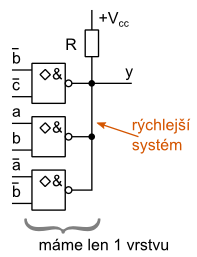 +Vcc
R
b̅
◇&
c̅
y
a
◇&
b
rýchlejší
systém
a̅
◇&
b̅
máme len 1 vrstvu